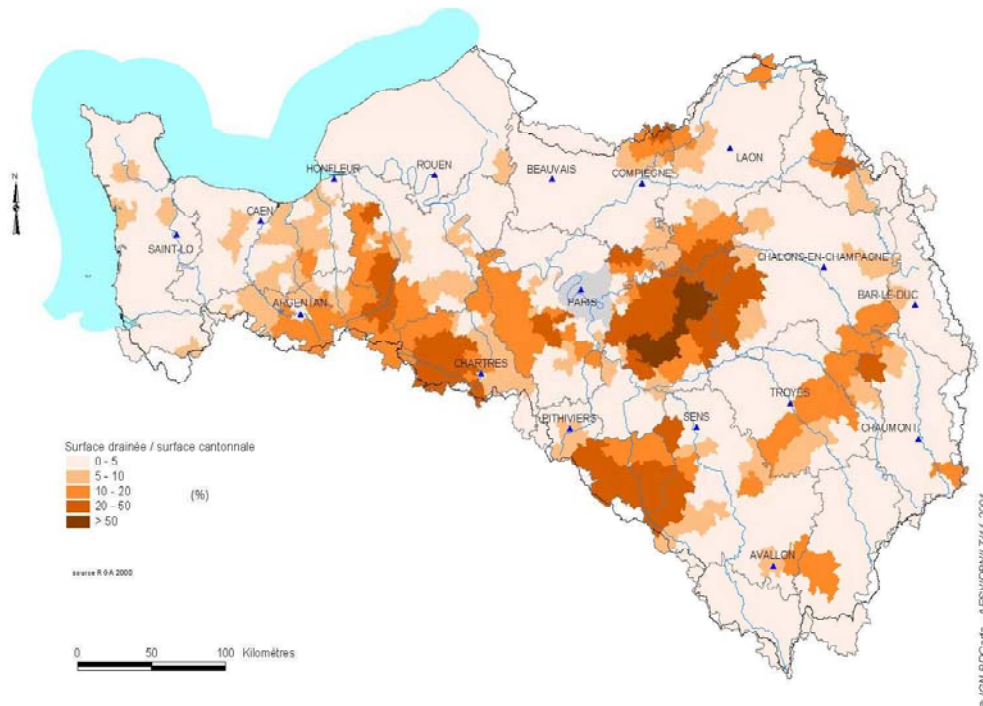 N
HONFLEUR
ROUEN
BEAUVAIS
COMPIEGNE
LAON
CAEN
SAINT-LO
CHALONS-EN-CHAMPAGNE
PARIS
BAR-LE-DUC
ARGENTAN
CHARTRES
TROYES
PITHIVIERS
SENS
CHAUMONT
AVALLON
Surface drainée / surface cantonnale
0 - 5
5 - 10
10 - 20
20 - 60
> 50
(%)
source R G A 2000
0 50 100 Kilomètres